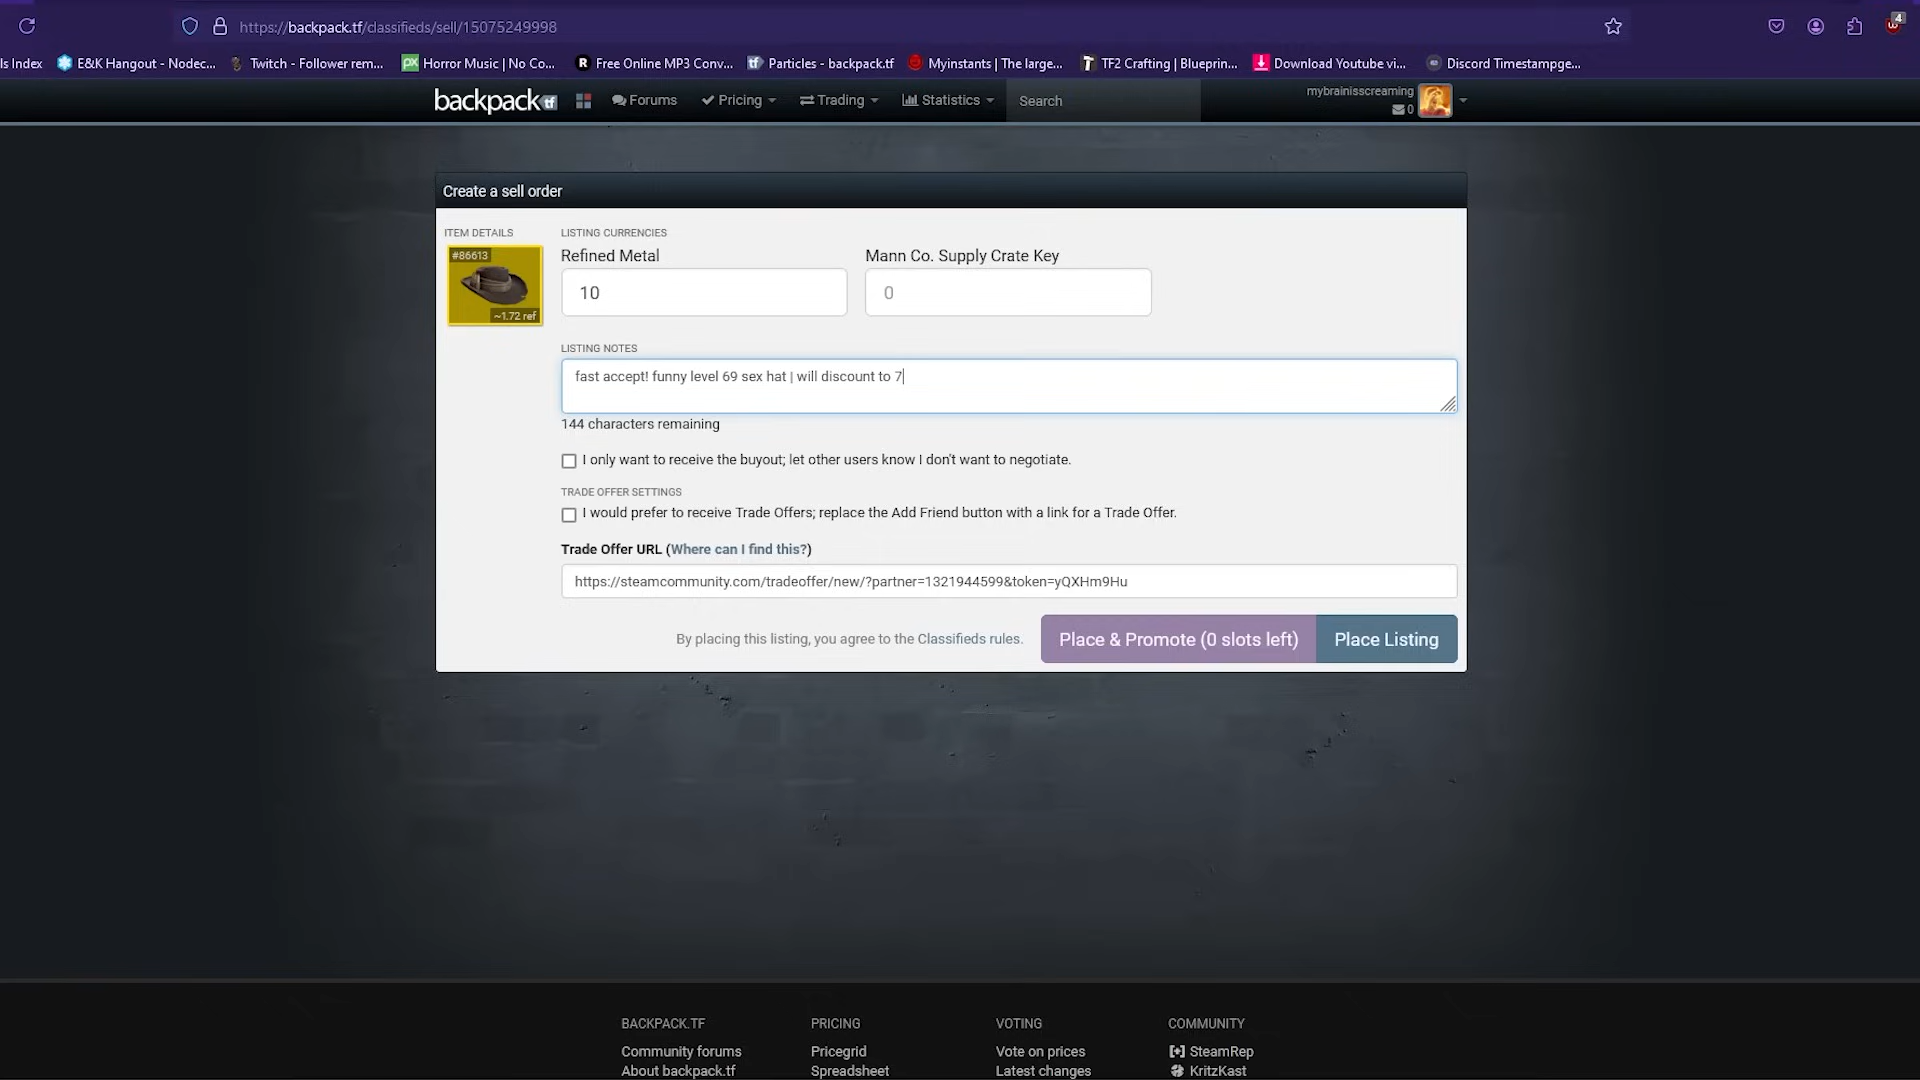 https://backpack.tf/classifieds/sell/15075249998
4
ls Index
E&K Hangout - Nodec...
Twitch - Follower rem...
Horror Music | No Co...
Free Online MP3 Conv...
Particles - backpack.tf
Myinstants | The large...
TF2 Crafting | Blueprin...
Download Youtube vi...
Discord Timestampge...
backpack tf
Forums
Pricing
Trading
Statistics
Search
mybrainisscreaming
0
Create a sell order
ITEM DETAILS
#86613
~1.72 ref
LISTING CURRENCIES
Refined Metal
Mann Co. Supply Crate Key
10
0
LISTING NOTES
fast accept! funny level 69 sex hat | will discount to 7
144 characters remaining
I only want to receive the buyout; let other users know I don't want to negotiate.
TRADE OFFER SETTINGS
I would prefer to receive Trade Offers; replace the Add Friend button with a link for a Trade Offer.
Trade Offer URL (Where can I find this?)
https://steamcommunity.com/tradeoffer/new/?partner=1321944599&token=yQXHm9Hu
By placing this listing, you agree to the Classifieds rules.
Place & Promote (0 slots left)
Place Listing
BACKPACK.TF
PRICING
VOTING
COMMUNITY
Community forums
Pricegrid
Vote on prices
SteamRep
About backpack.tf
Spreadsheet
Latest changes
KritzKast